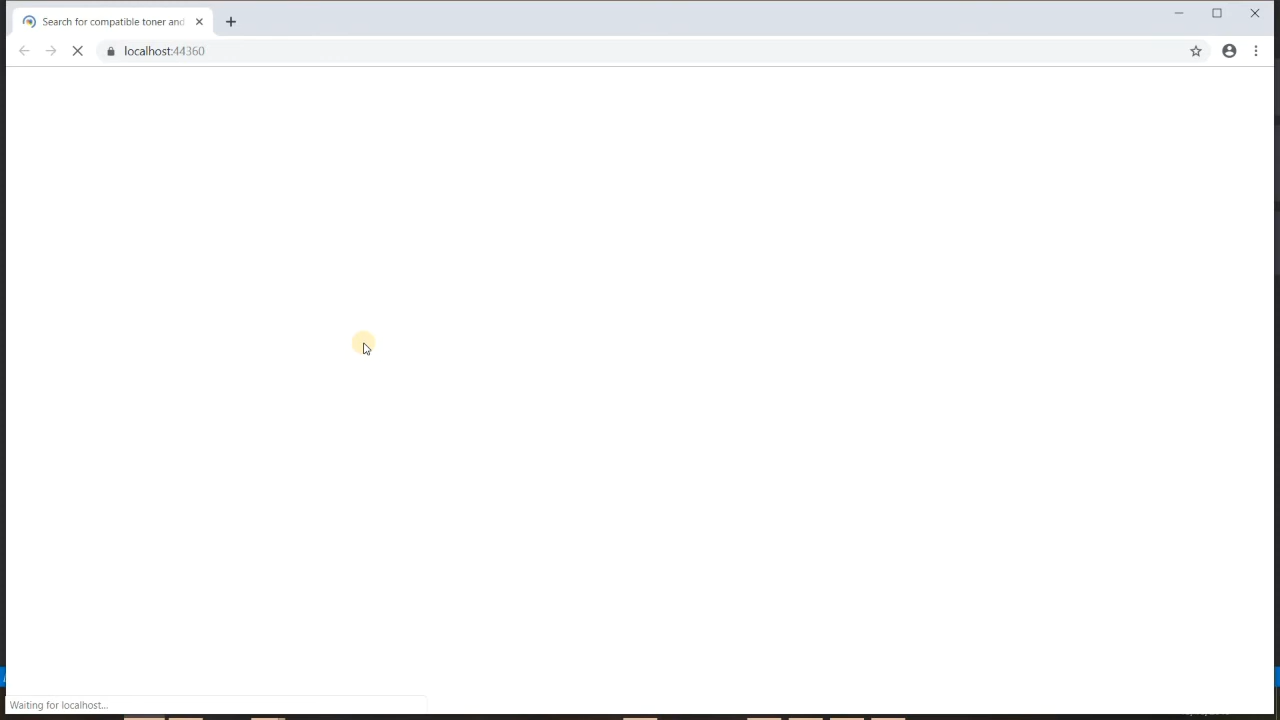 Search for compatible toner and
localhost:44360
Waiting for localhost...